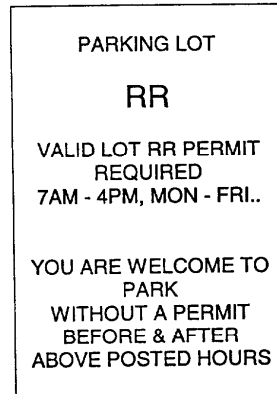 PARKING LOT
RR
VALID LOT RR PERMIT
REQUIRED
7AM - 4PM, MON - FRI..
YOU ARE WELCOME TO
PARK
WITHOUT A PERMIT
BEFORE & AFTER
ABOVE POSTED HOURS